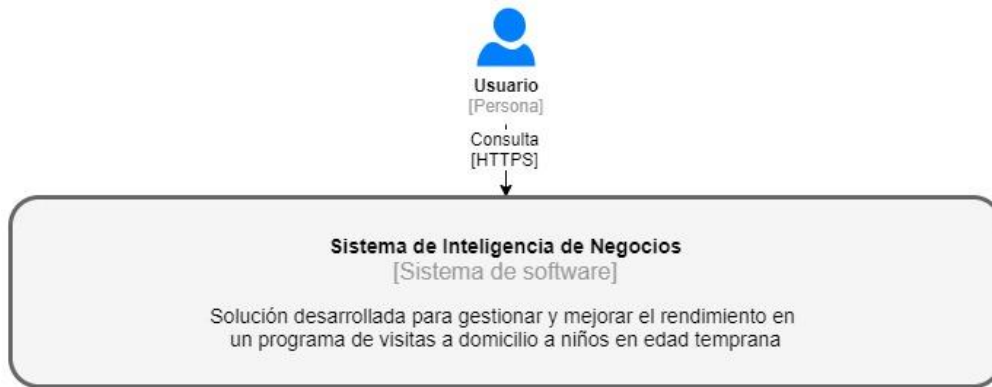 Usuario
[Persona]
Consulta
[HTTPS]
Sistema de Inteligencia de Negocios
[Sistema de software]
Solución desarrollada para gestionar y mejorar el rendimiento en
un programa de visitas a domicilio a niños en edad temprana